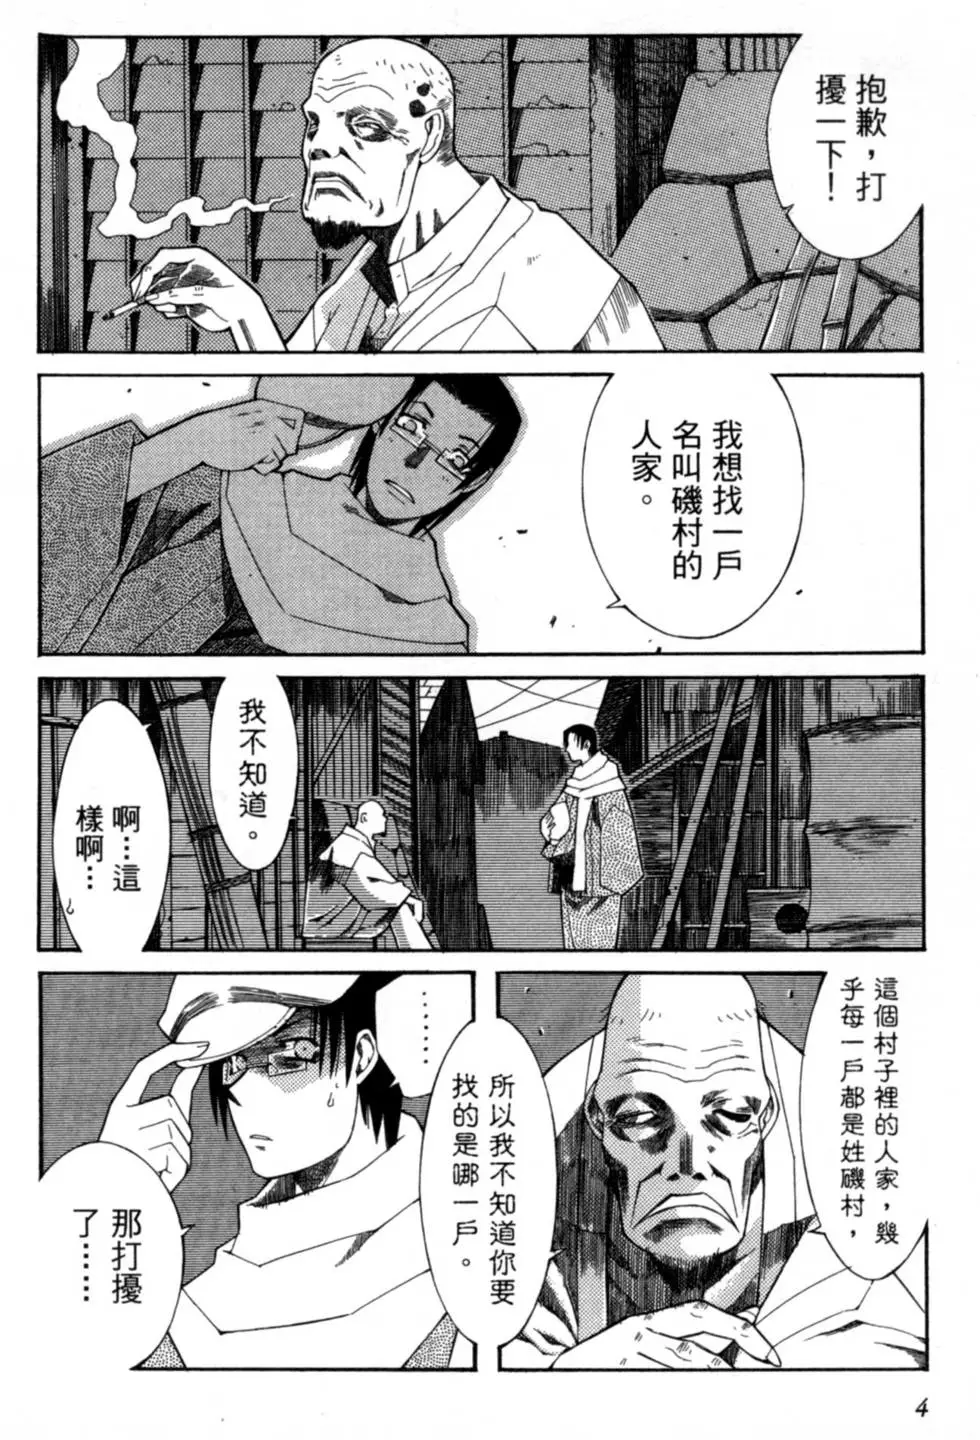 抱歉，打
擾一下！
我想找一戶
名叫磯村的
人家。
我不知道。
啊…這
樣啊…
這個村子裡的人家，幾
乎每一戶都是姓磯村，
所以我不知道你要
找的是哪一戶。
……
那打擾
了……
4